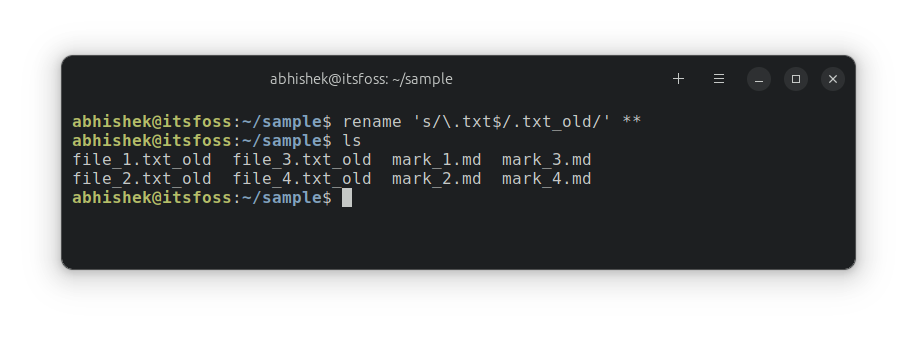 abhishek@itsfoss: ~/sample
abhishek@itsfoss:~/sample$ rename 's/\.txt$/.txt_old/' **
abhishek@itsfoss:~/sample$ ls
file_1.txt_old  file_3.txt_old  mark_1.md  mark_3.md
file_2.txt_old  file_4.txt_old  mark_2.md  mark_4.md
abhishek@itsfoss:~/sample$